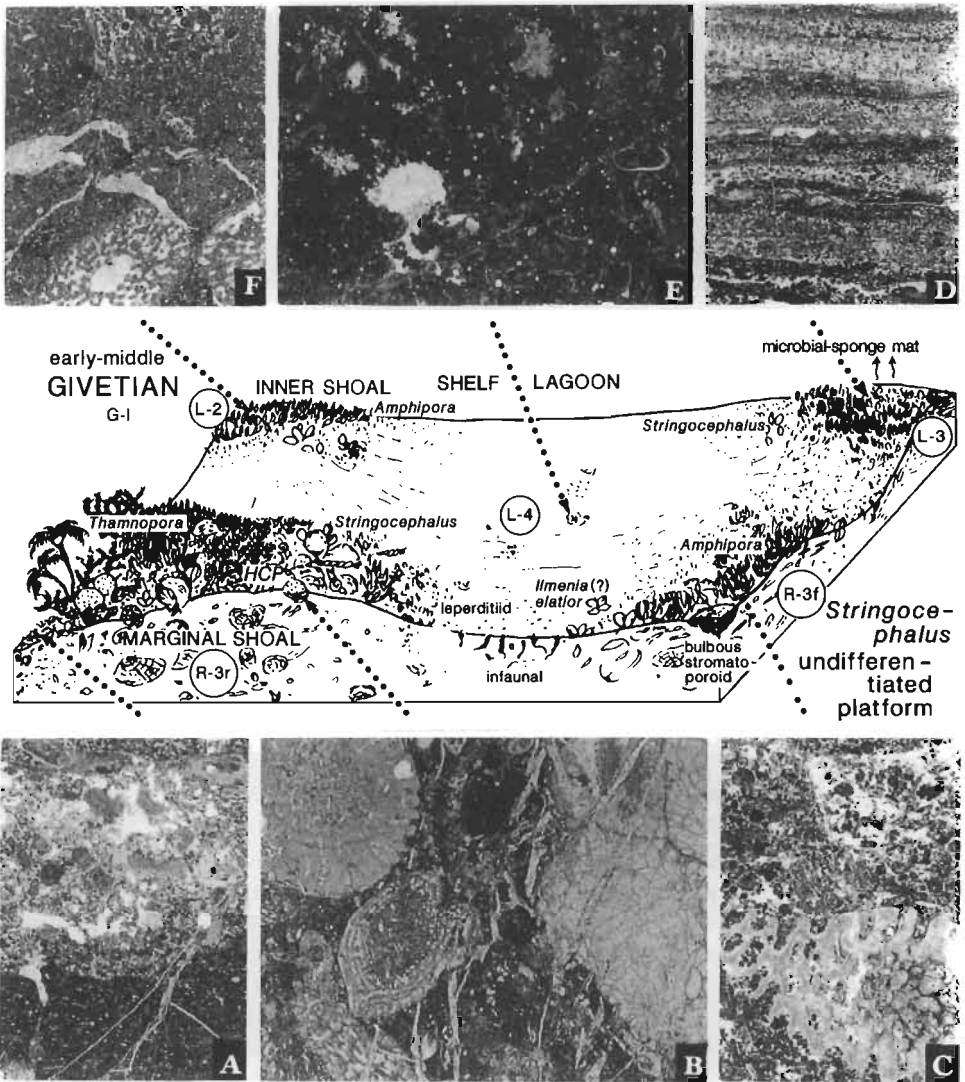 F
E
D
early-middle
GIVETIAN
G-I
L-2
INNER SHOAL
SHELF LAGOON
microbial-sponge mat
Amphipora
Stringocephalus
L-3
Thamnopora
Stringocephalus
L-4
Amphipora
HCP
leperditiid
Ilmenia (?)
elatior
R-3f
MARGINAL SHOAL
R-3r
infaunal
bulbous
stromato-
poroid
Stringoce-
phalus
undifferen-
tiated
platform
A
B
C